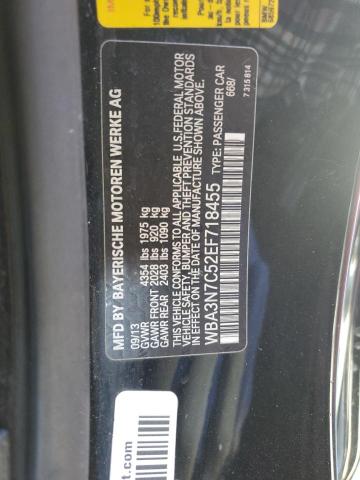 MFD BY BAYERISCHE MOTOREN WERKE AG
09/13
GVWR 4354 lbs 1975 kg
GAWR FRONT 2028 lbs 920 kg
GAWR REAR 2403 lbs 1090 kg
THIS VEHICLE CONFORMS TO ALL APPLICABLE U.S. FEDERAL MOTOR
VEHICLE SAFETY, BUMPER AND THEFT PREVENTION STANDARDS
IN EFFECT ON THE DATE OF MANUFACTURE SHOWN ABOVE.
WBA3N7C52EF718455 TYPE: PASSENGER CAR
668/
7 315 814